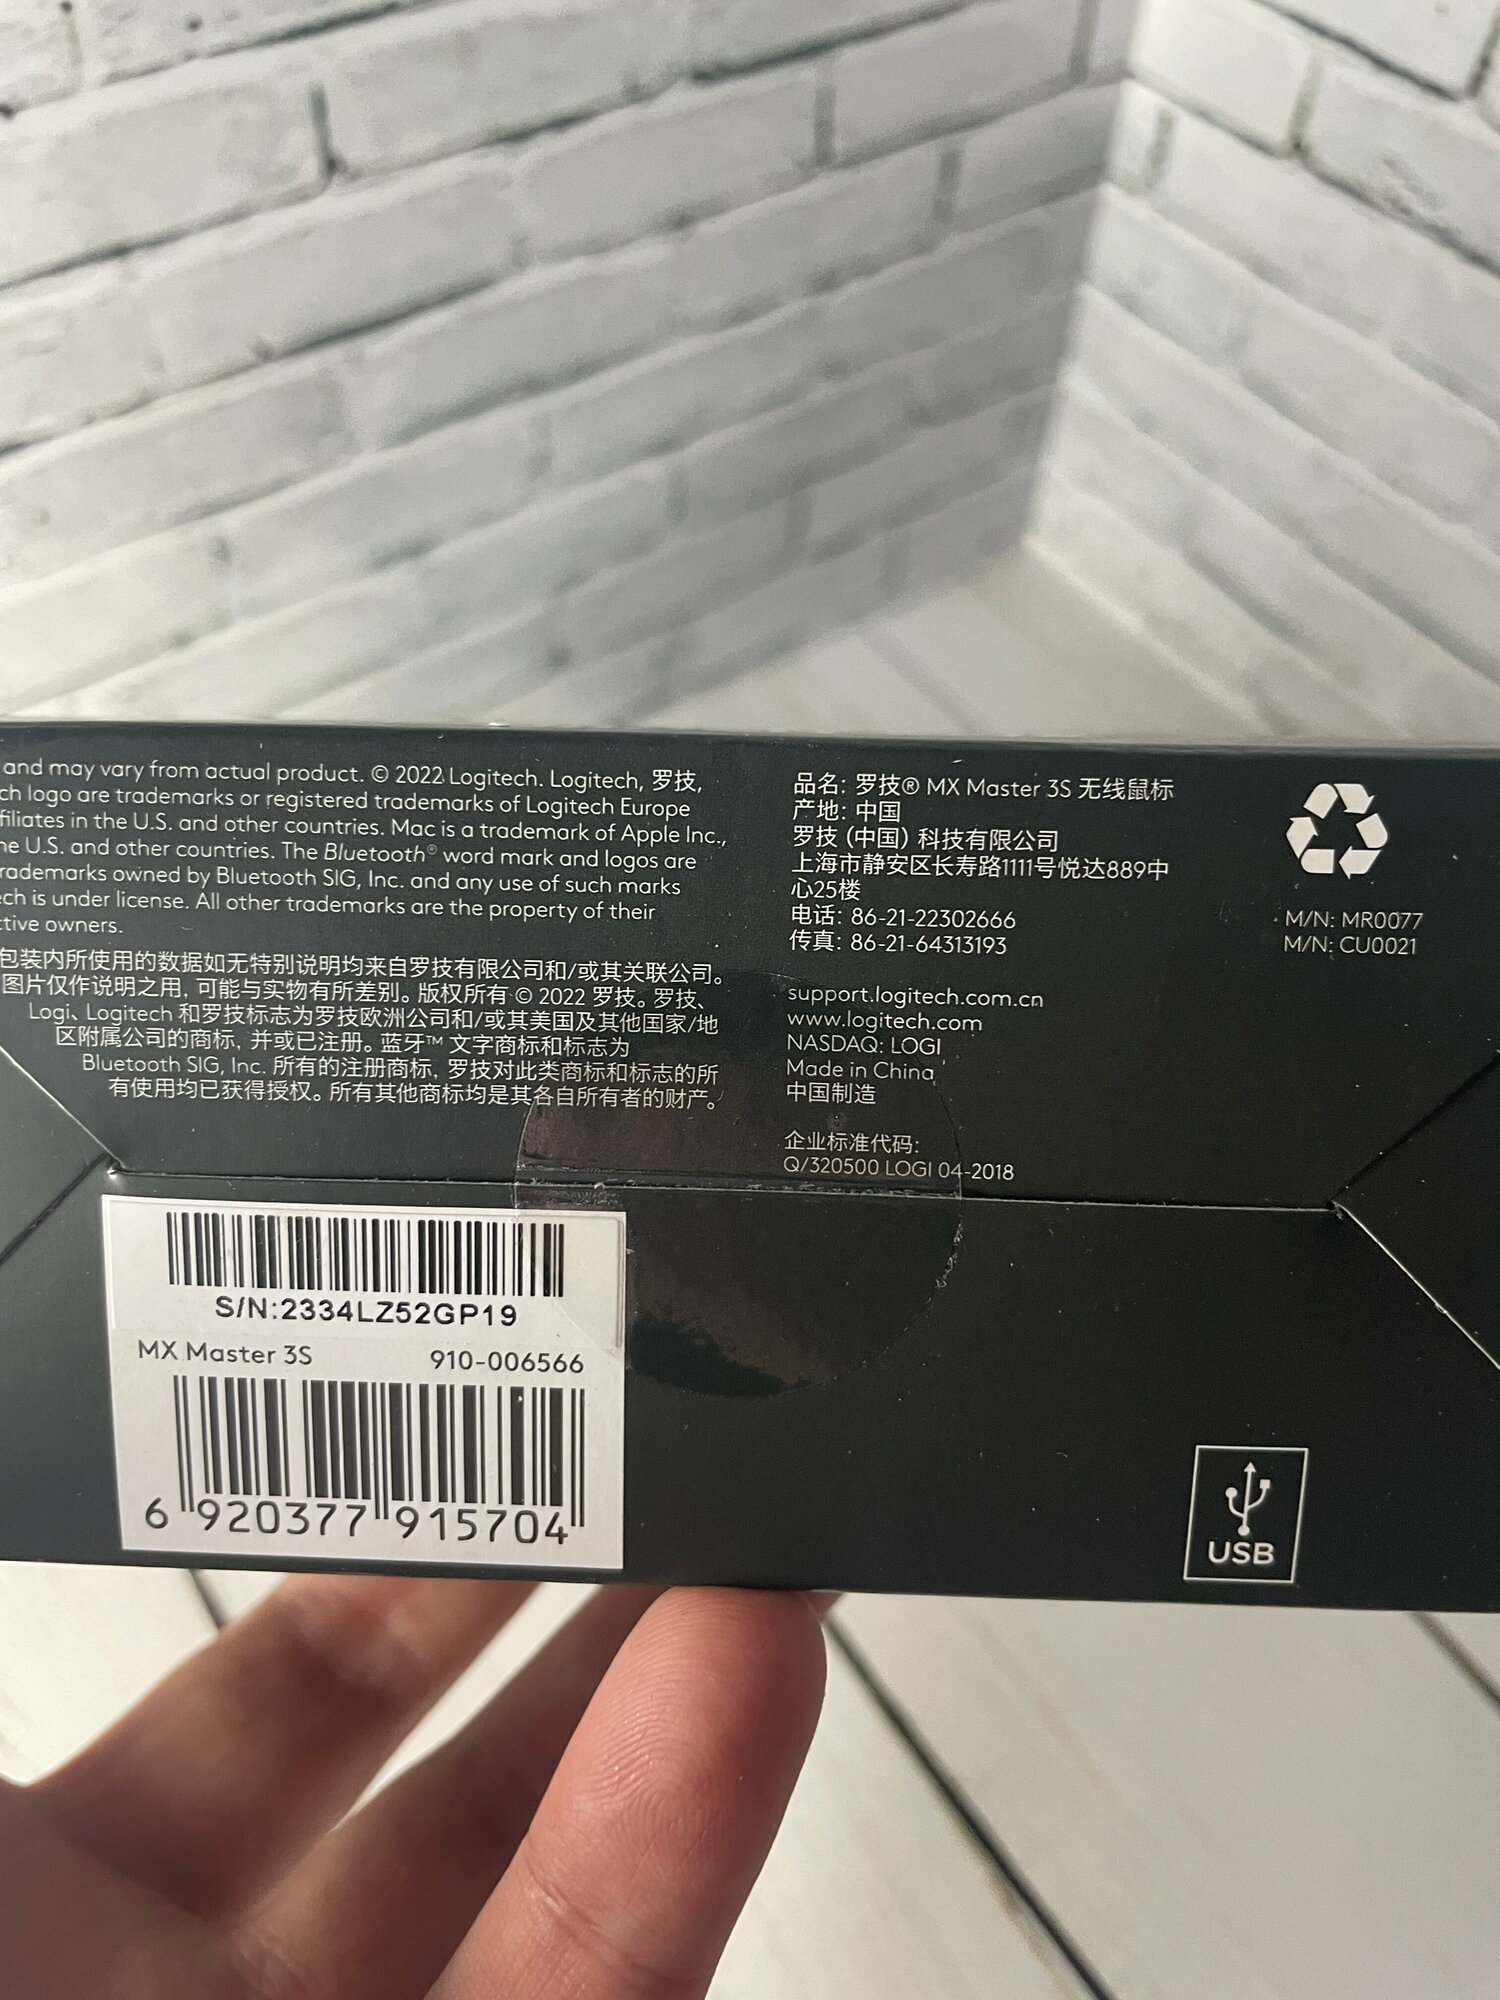 and may vary from actual product. © 2022 Logitech. Logitech, 罗技,
ch logo are trademarks or registered trademarks of Logitech Europe
filiates in the U.S. and other countries. Mac is a trademark of Apple Inc.,
he U.S. and other countries. The Bluetooth® word mark and logos are
rademarks owned by Bluetooth SIG, Inc. and any use of such marks
ech is under license. All other trademarks are the property of their
ctive owners.
包装内所使用的数据如无特别说明均来自罗技有限公司和/或其关联公司。
图片仅作说明之用, 可能与实物有所差别。版权所有 © 2022 罗技。罗技、
Logi、Logitech 和罗技标志为罗技欧洲公司和/或其美国及其他国家/地
区附属公司的商标, 并或已注册。蓝牙™ 文字商标和标志为
Bluetooth SIG, Inc. 所有的注册商标, 罗技对此类商标和标志的所
有使用均已获得授权。所有其他商标均是其各自所有者的财产。
品名: 罗技® MX Master 3S 无线鼠标
产地: 中国
罗技 (中国) 科技有限公司
上海市静安区长寿路1111号悦达889中
心25楼
电话: 86-21-22302666
传真: 86-21-64313193
support.logitech.com.cn
www.logitech.com
NASDAQ: LOGI
Made in China
中国制造
企业标准代码:
Q/320500 LOGI 04-2018
M/N: MR0077
M/N: CU0021
S/N:2334LZ52GP19
MX Master 3S 910-006566
6 920377 915704
USB